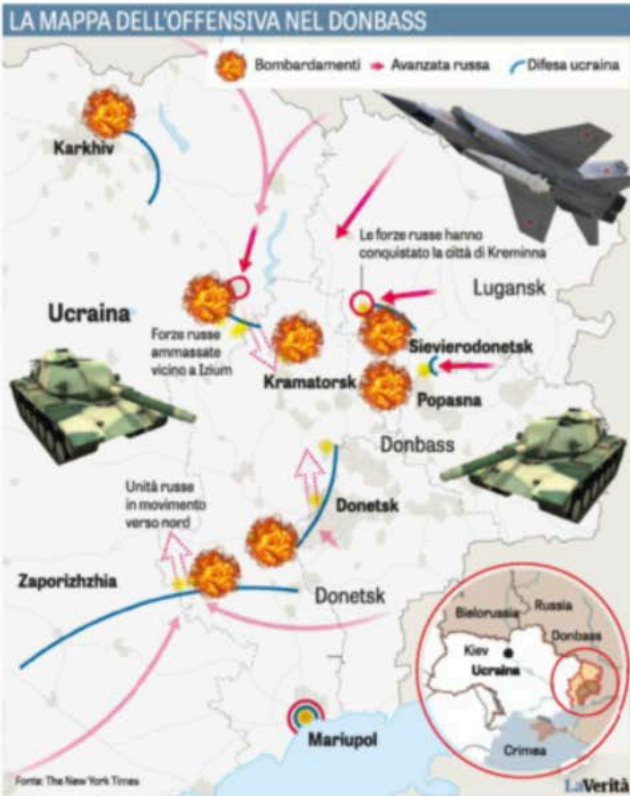 LA MAPPA DELL'OFFENSIVA NEL DONBASS
Bombardamenti
Avanzata russa
Difesa ucraina
Karkhiv
Le forze russe hanno
conquistato la città di Kreminna
Lugansk
Ucraina
Forze russe
ammassate
vicino a Izium
Kramatorsk
Sievierodonetsk
Popasna
Donbass
Unità russe
in movimento
verso nord
Donetsk
Zaporizhzhia
Donetsk
Bielorussia
Russia
Donbass
Kiev
Ucraina
Crimea
Mariupol
Fonte: The New York Times
LaVerità